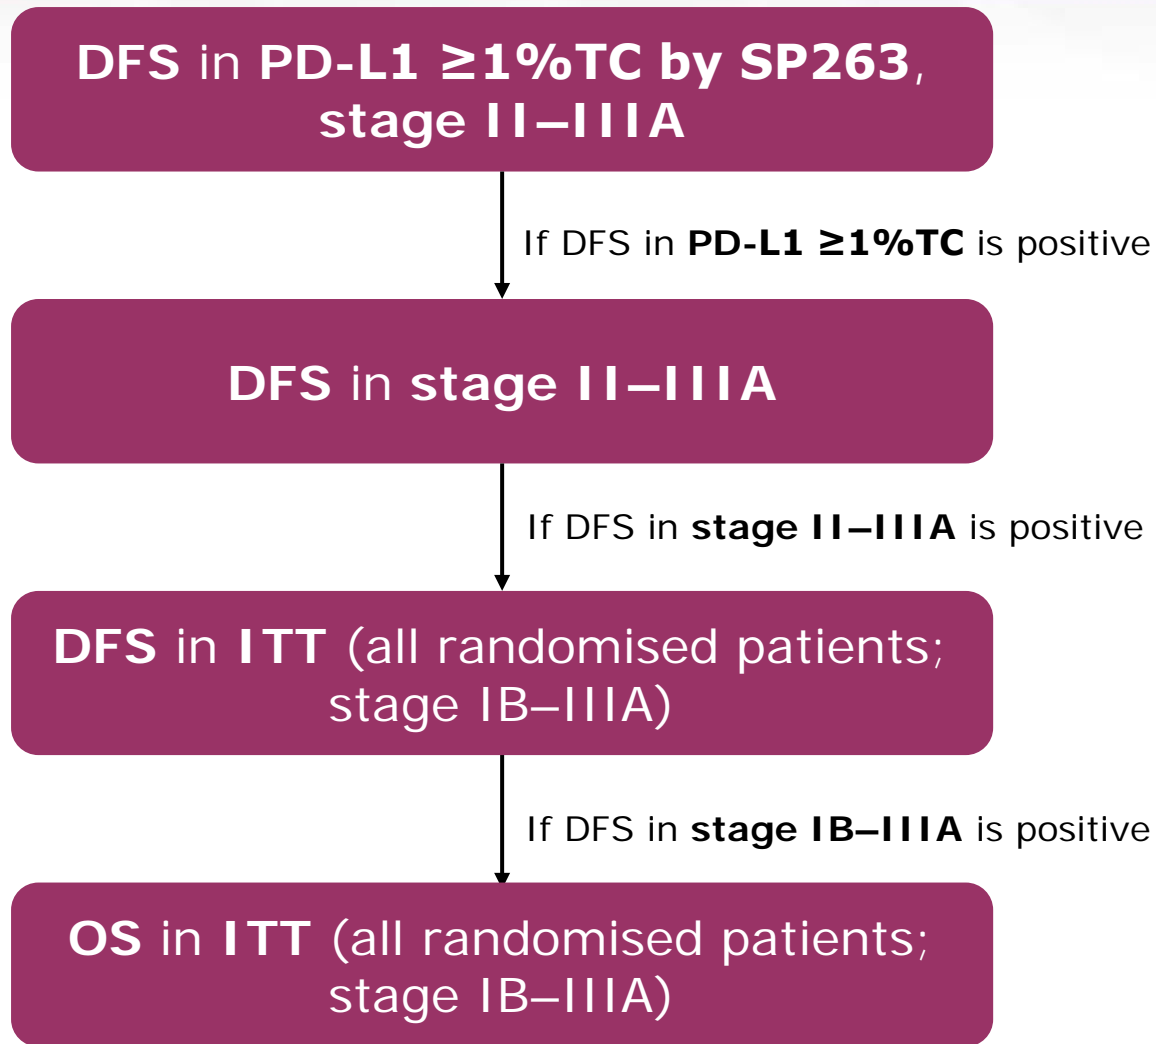 DFS in PD-L1 ≥1%TC by SP263,
stage II–IIIA
If DFS in PD-L1 ≥1%TC is positive
DFS in stage II–IIIA
If DFS in stage II–IIIA is positive
DFS in ITT (all randomised patients;
stage IB–IIIA)
If DFS in stage IB–IIIA is positive
OS in ITT (all randomised patients;
stage IB–IIIA)